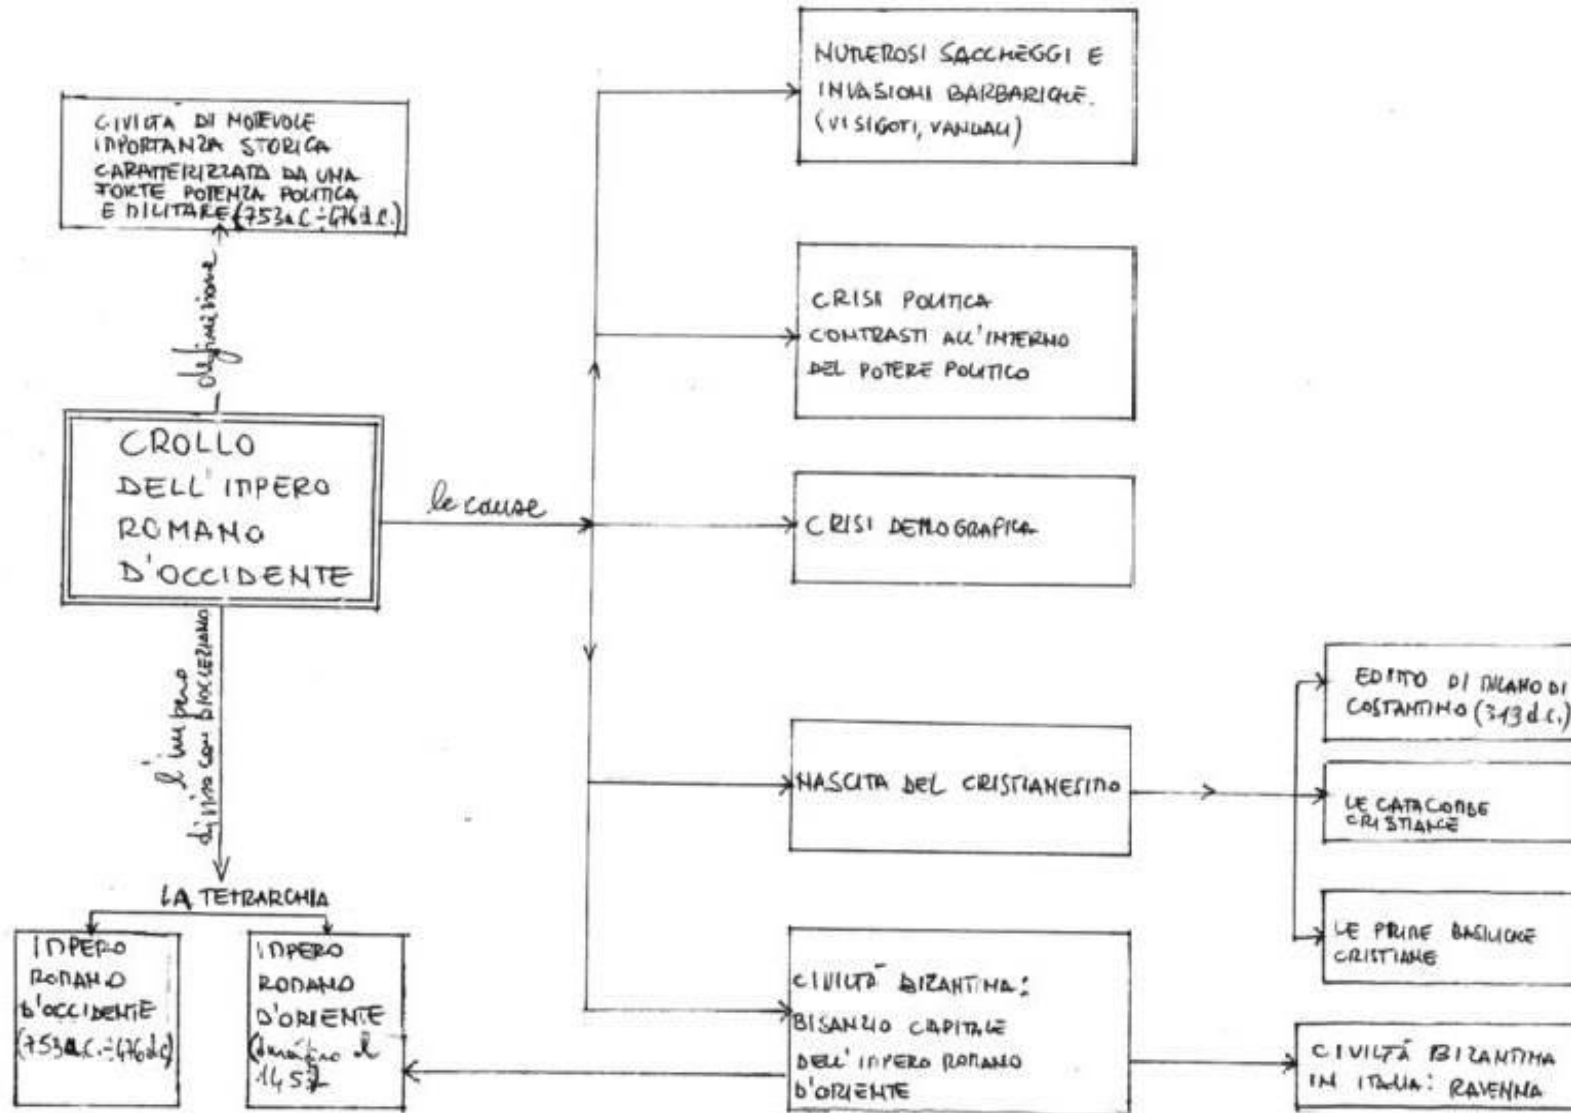 CIVILTÀ DI NOTEVOLE
IMPORTANZA STORICA
CARATTERIZZATA DA UNA
FORTE POTENZA POLITICA
E MILITARE (753 a.C÷476 d.C.)
definizione
CROLLO
DELL'IMPERO
ROMANO
D'OCCIDENTE
le cause
NUMEROSI SACCHEGGI E
INVASIONI BARBARICHE.
(VISIGOTI, VANDALI)
CRISI POLITICA
CONTRASTI ALL'INTERNO
DEL POTERE POLITICO
CRISI DEMOGRAFICA
NASCITA DEL CRISTIANESIMO
EDITTO DI MILANO DI
COSTANTINO (313 d.C.)
LE CATACOMBE
CRISTIANE
LE PRIME BASILICHE
CRISTIANE
CIVILTÀ BIZANTINA:
BISANZIO CAPITALE
DELL'IMPERO ROMANO
D'ORIENTE
CIVILTÀ BIZANTINA
IN ITALIA: RAVENNA
l'impero
diviso con DIOCLEZIANO
LA TETRARCHIA
IMPERO
ROMANO
D'OCCIDENTE
(753 a.C.÷476 d.C)
IMPERO
ROMANO
D'ORIENTE